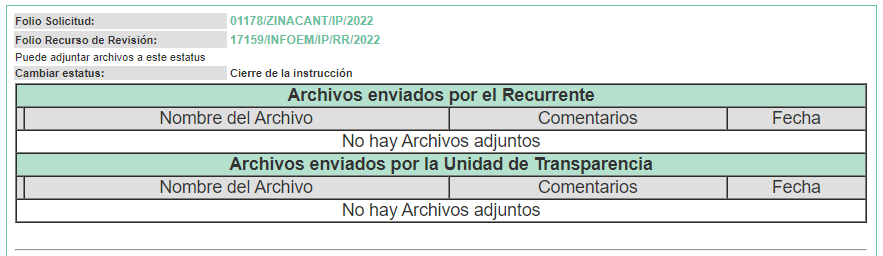 Folio Solicitud: 01178/ZINACANT/IP/2022
Folio Recurso de Revisión: 17159/INFOEM/IP/RR/2022
Puede adjuntar archivos a este estatus
Cambiar estatus: Cierre de la instrucción
Archivos enviados por el Recurrente
Nombre del Archivo Comentarios Fecha
No hay Archivos adjuntos
Archivos enviados por la Unidad de Transparencia
Nombre del Archivo Comentarios Fecha
No hay Archivos adjuntos